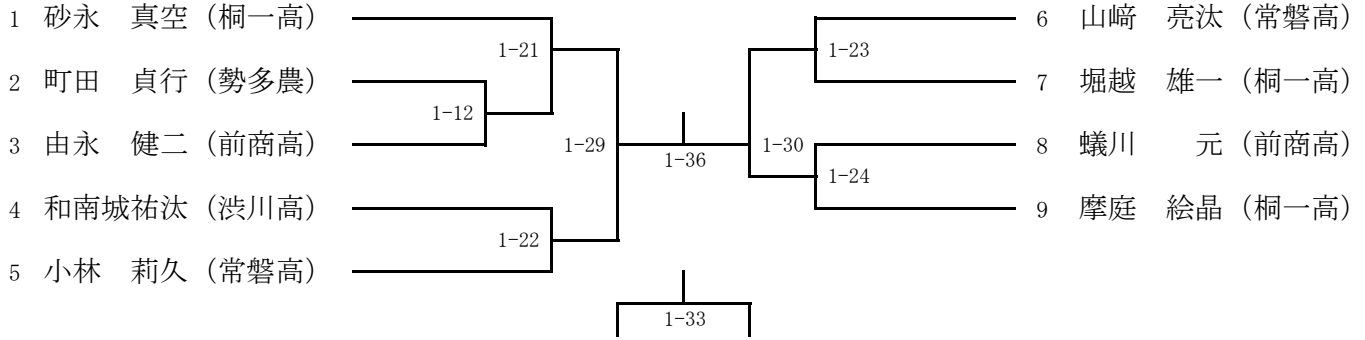 1 砂永　真空（桐一高）
2 町田　貞行（勢多農）
3 由永　健二（前商高）
4 和南城祐汰（渋川高）
5 小林　莉久（常磐高）
1-21
1-12
1-22
1-29
1-36
1-33
1-30
1-23
1-24
6 山﨑　亮汰（常磐高）
7 堀越　雄一（桐一高）
8 蟻川　　元（前商高）
9 摩庭　絵晶（桐一高）